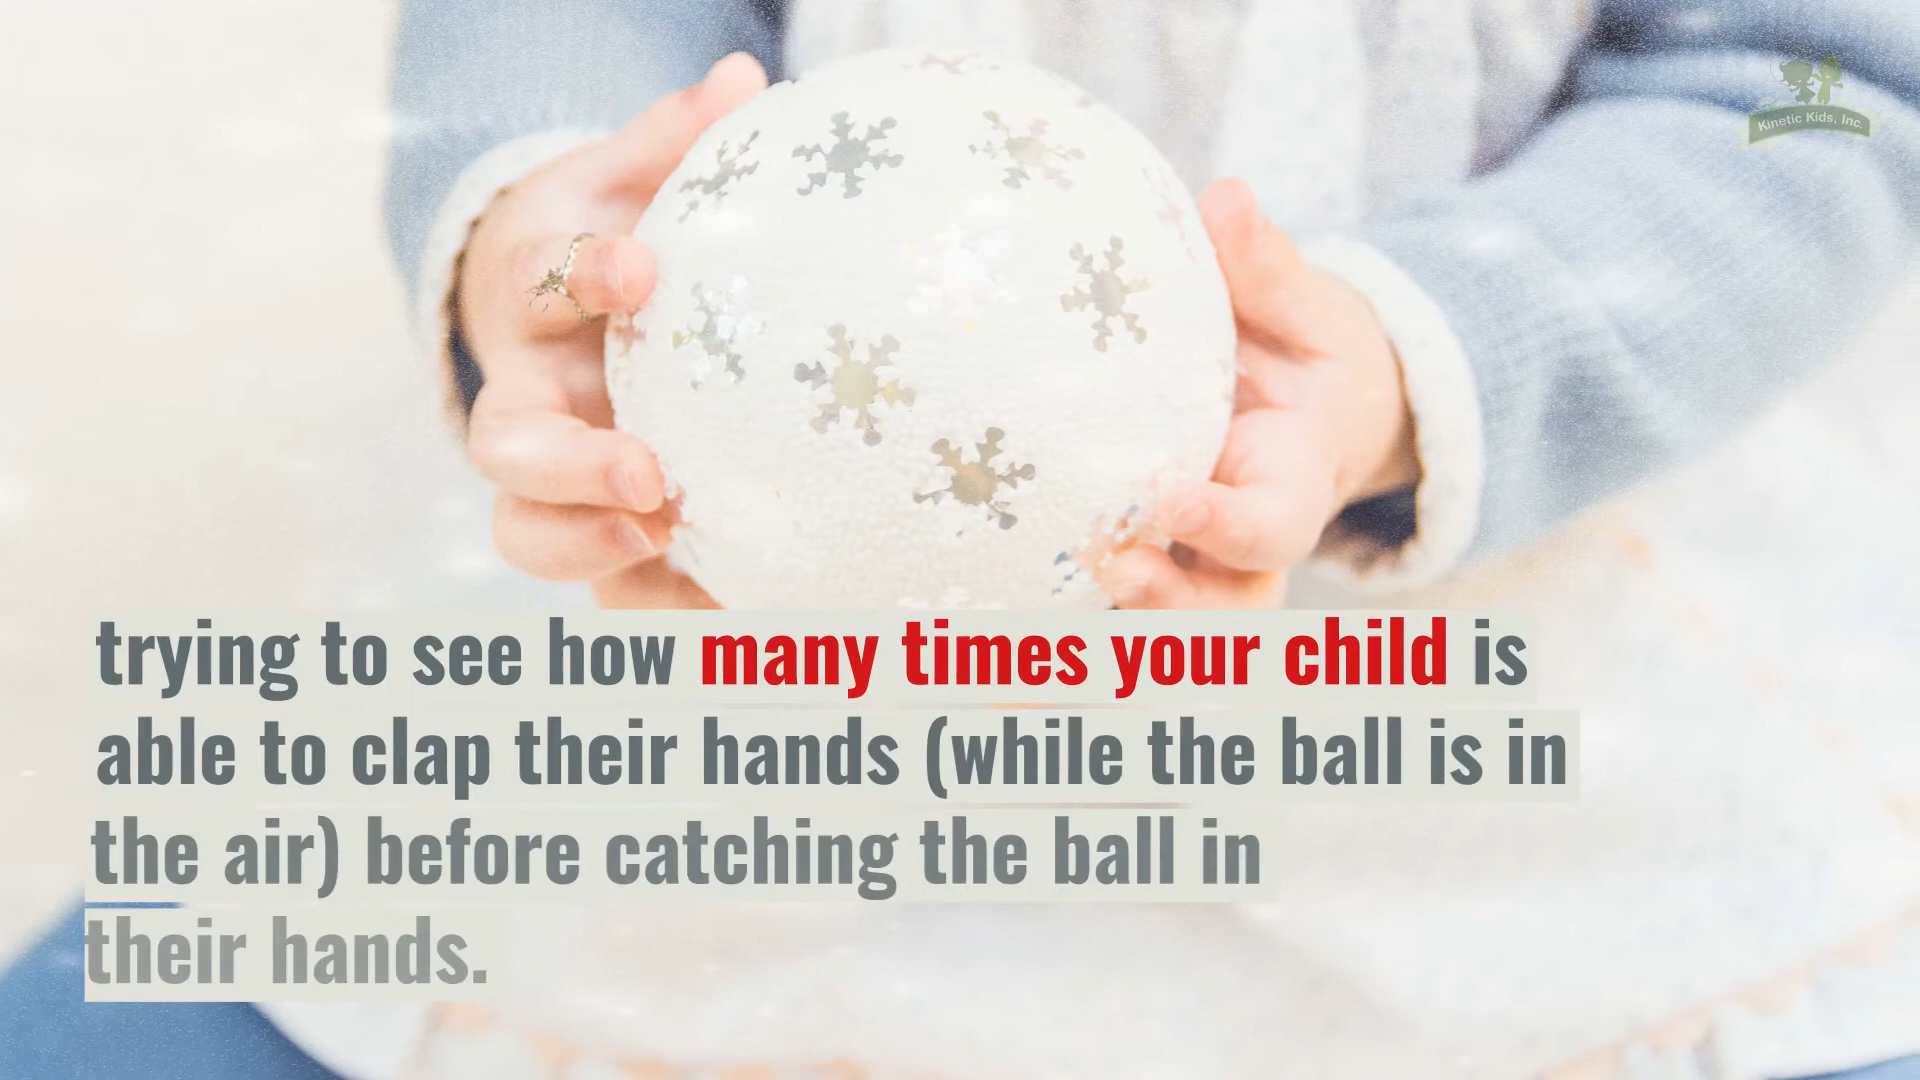 Kinetic Kids, Inc.
trying to see how many times your child is
able to clap their hands (while the ball is in
the air) before catching the ball in
their hands.